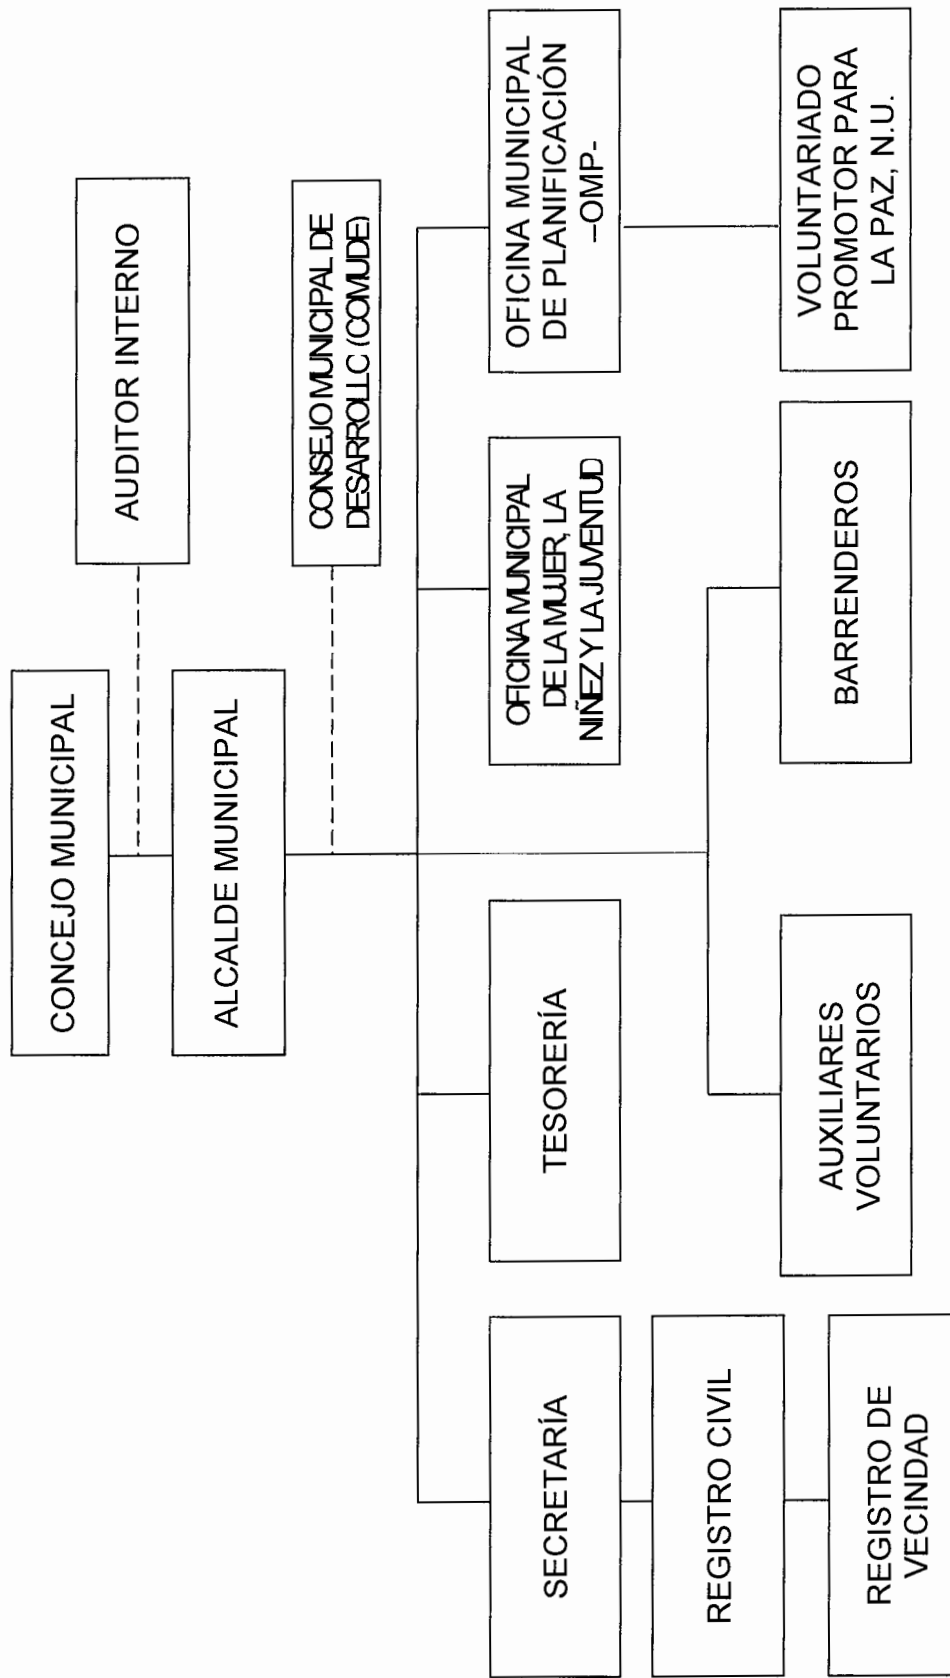 CONCEJO MUNICIPAL
AUDITOR INTERNO
ALCALDE MUNICIPAL
CONSEJO MUNICIPAL DE
DESARROLLC (COMUDE)
SECRETARÍA
TESORERÍA
OFICINA MUNICIPAL
DE LA MUJER, LA
NIÑEZ Y LA JUVENTUD
OFICINA MUNICIPAL
DE PLANIFICACIÓN
–OMP-
REGISTRO CIVIL
REGISTRO DE
VECINDAD
AUXILIARES
VOLUNTARIOS
BARRENDEROS
VOLUNTARIADO
PROMOTOR PARA
LA PAZ, N.U.